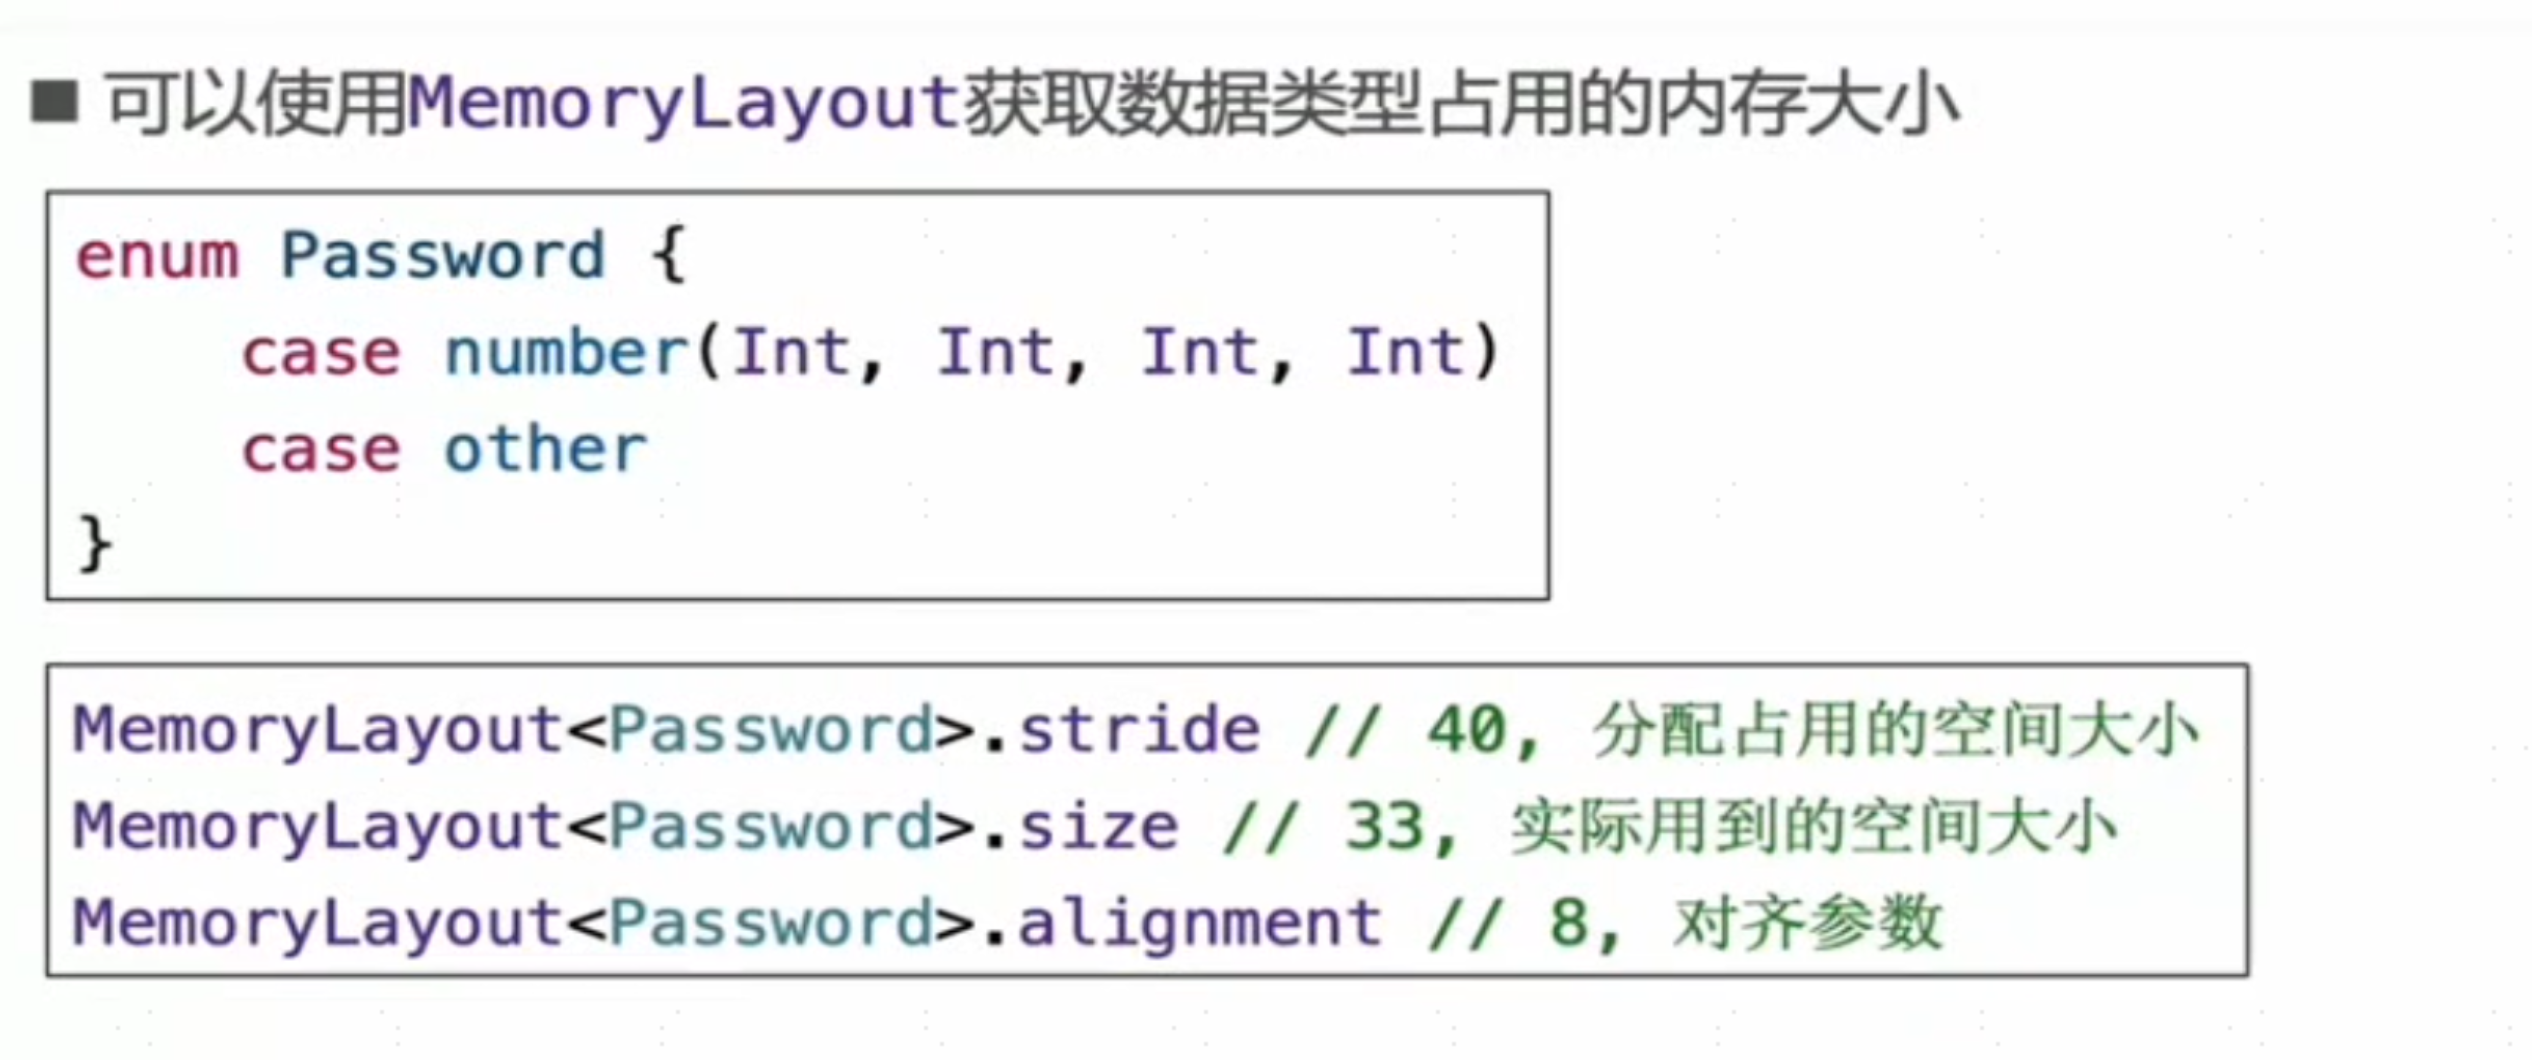 ■ 可以使用MemoryLayout获取数据类型占用的内存大小
enum Password {
    case number(Int, Int, Int, Int)
    case other
}
MemoryLayout<Password>.stride // 40, 分配占用的空间大小
MemoryLayout<Password>.size // 33, 实际用到的空间大小
MemoryLayout<Password>.alignment // 8, 对齐参数